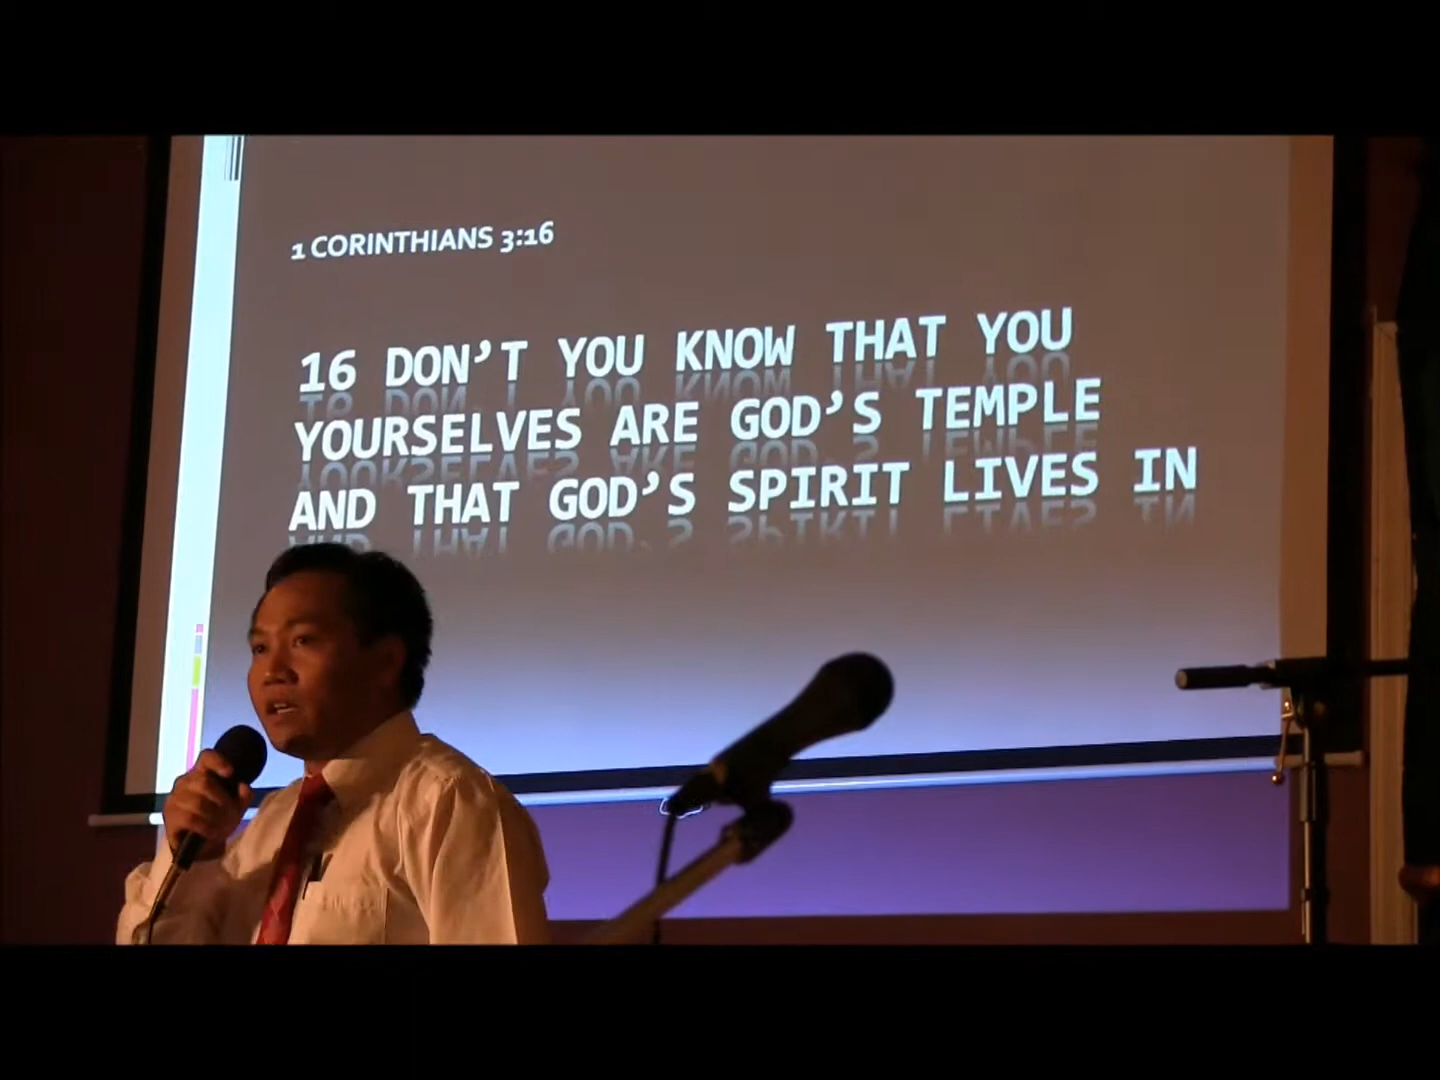 1 CORINTHIANS 3:16
16 DON'T YOU KNOW THAT YOU
YOURSELVES ARE GOD'S TEMPLE
AND THAT GOD'S SPIRIT LIVES IN